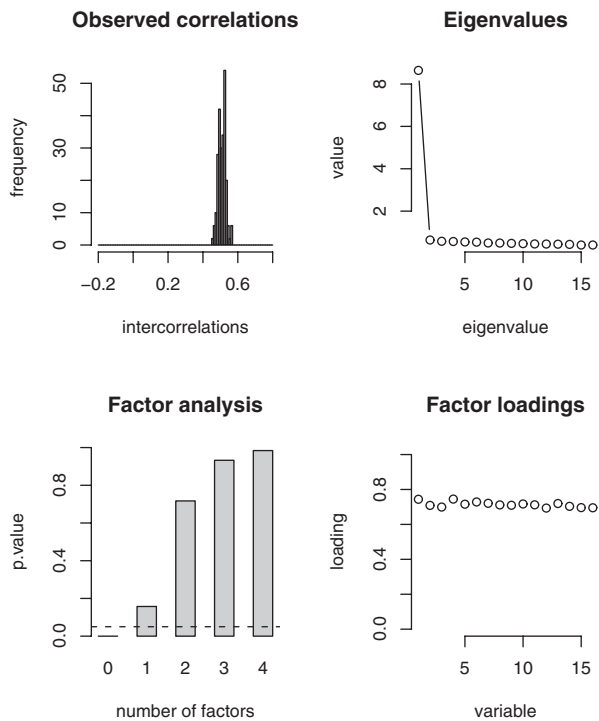 Observed correlations
frequency
50
30
10
0
−0.2
0.2
0.6
intercorrelations
Eigenvalues
value
8
6
4
2
5
10
15
eigenvalue
Factor analysis
p.value
0.8
0.4
0.0
0
1
2
3
4
number of factors
Factor loadings
loading
0.8
0.4
0.0
5
10
15
variable